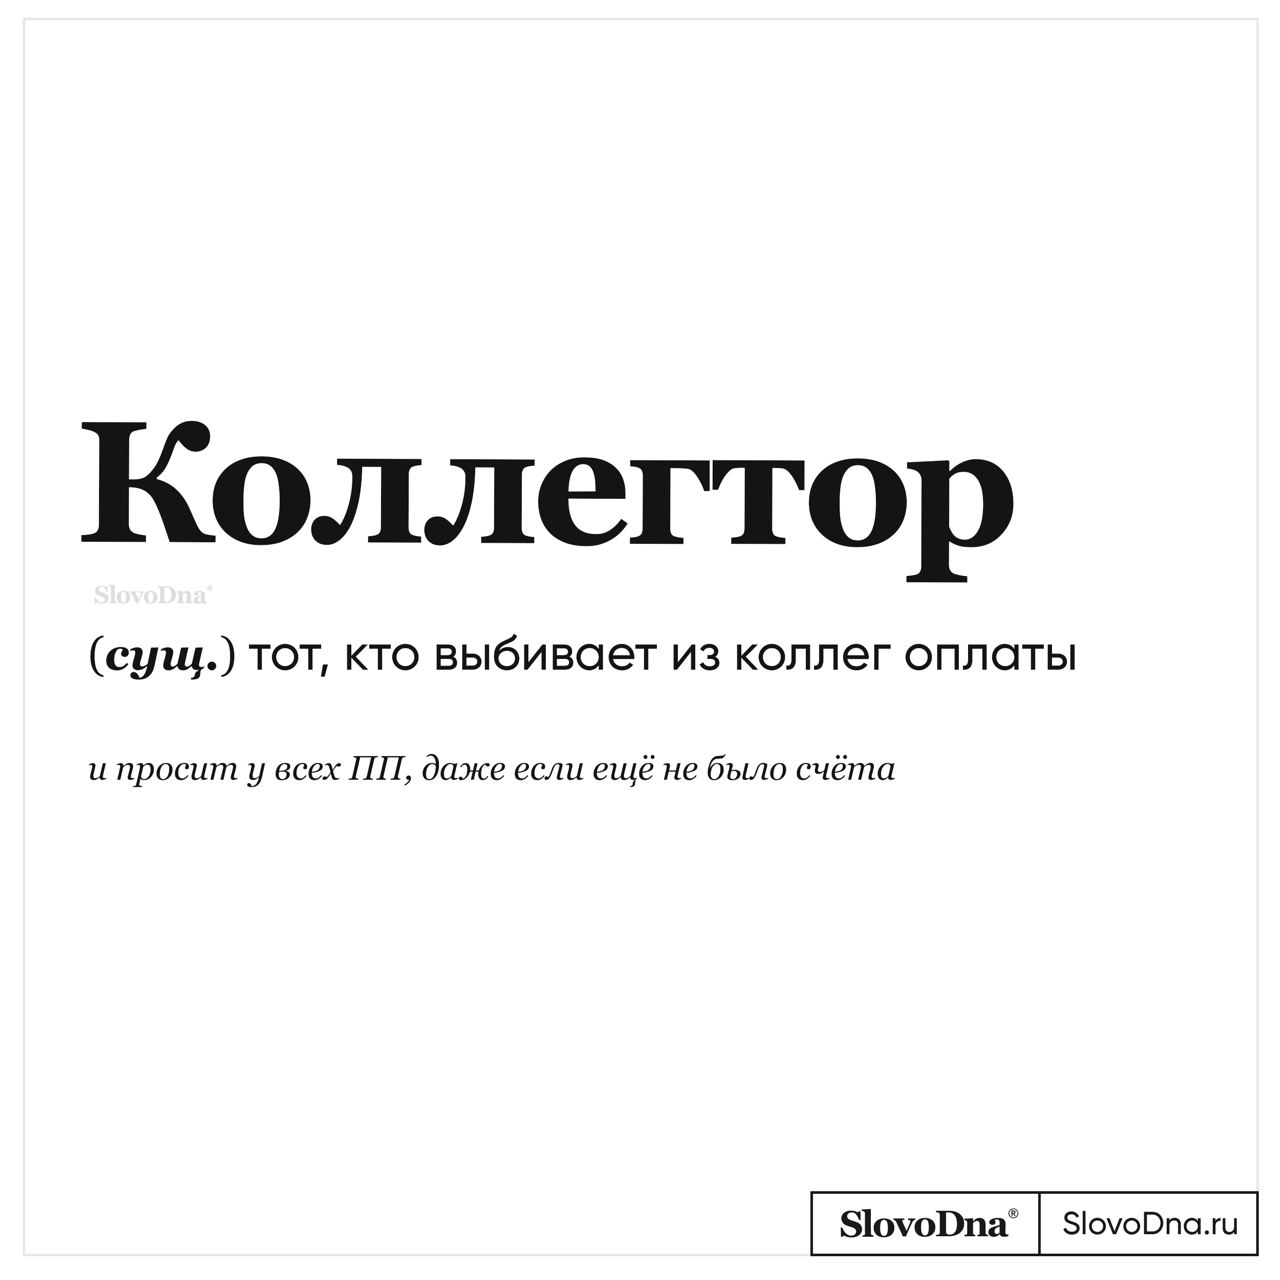 Коллегтор
SlovoDna®
(сущ.) тот, кто выбивает из коллег оплаты
и просит у всех ПП, даже если ещё не было счёта
SlovoDna® SlovoDna.ru